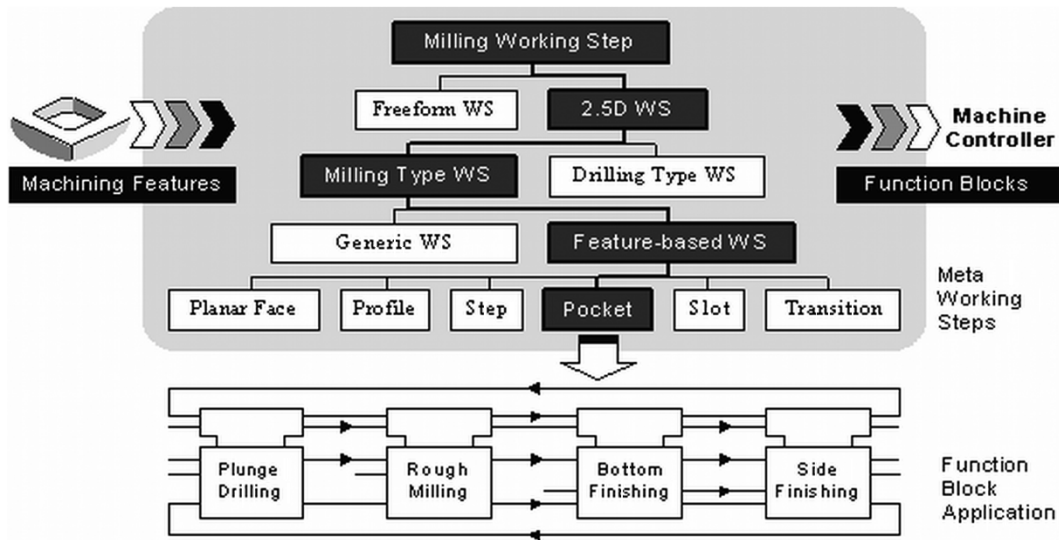 Milling Working Step
Freeform WS
2.5D WS
Machine
Controller
Machining Features
Milling Type WS
Drilling Type WS
Function Blocks
Generic WS
Feature-based WS
Planar Face
Profile
Step
Pocket
Slot
Transition
Meta
Working
Steps
Plunge
Drilling
Rough
Milling
Bottom
Finishing
Side
Finishing
Function
Block
Application